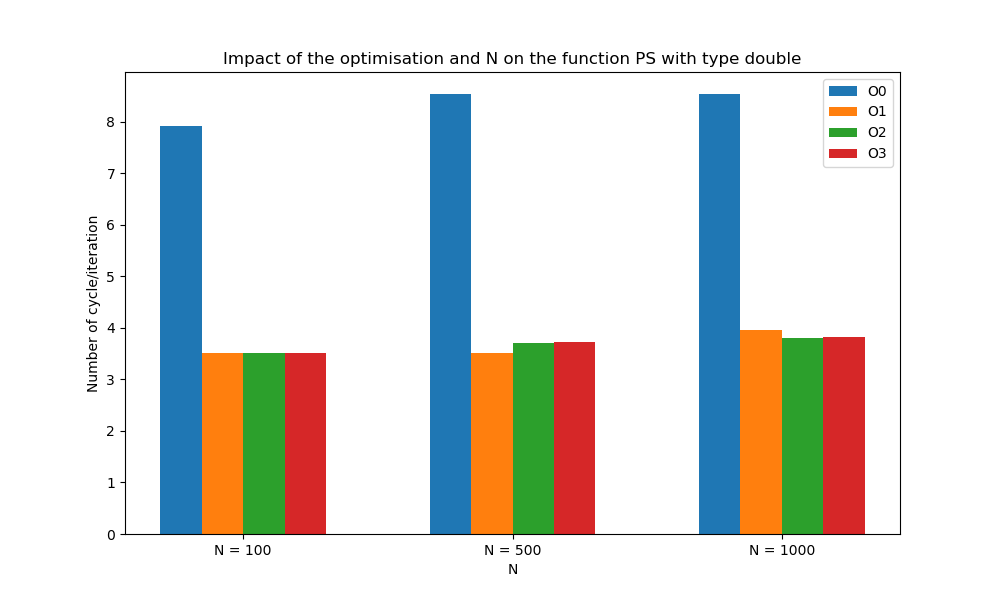 Impact of the optimisation and N on the function PS with type double
O0
O1
O2
O3
Number of cycle/iteration
8
7
6
5
4
3
2
1
0
N = 100
N = 500
N = 1000
N